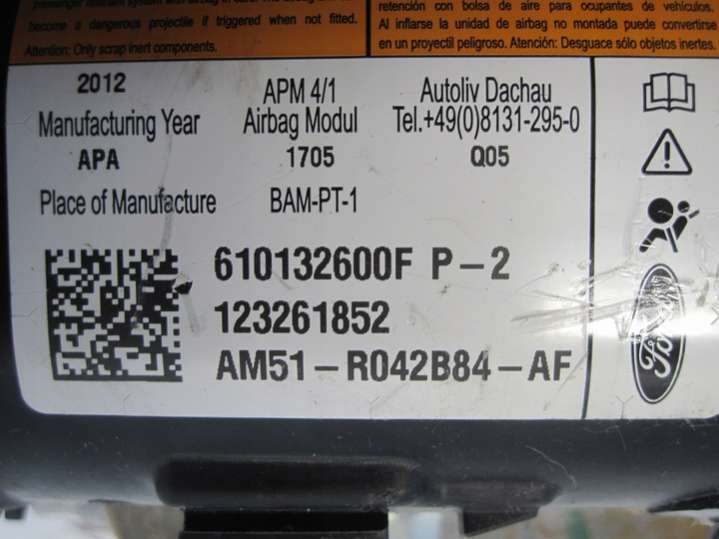 become a dangerous projectile if triggered when not fitted.
Attention: Only scrap inert components.
retención con bolsa de aire para ocupantes de vehículos.
Al inflarse la unidad de airbag no montada puede convertirse
en un proyectil peligroso. Atención: Desguace sólo objetos inertes.
2012
Manufacturing Year
APA
Place of Manufacture
APM 4/1
Airbag Modul
1705
BAM-PT-1
Autoliv Dachau
Tel.+49(0)8131-295-0
Q05
610132600F P-2
123261852
AM51-R042B84-AF
Ford